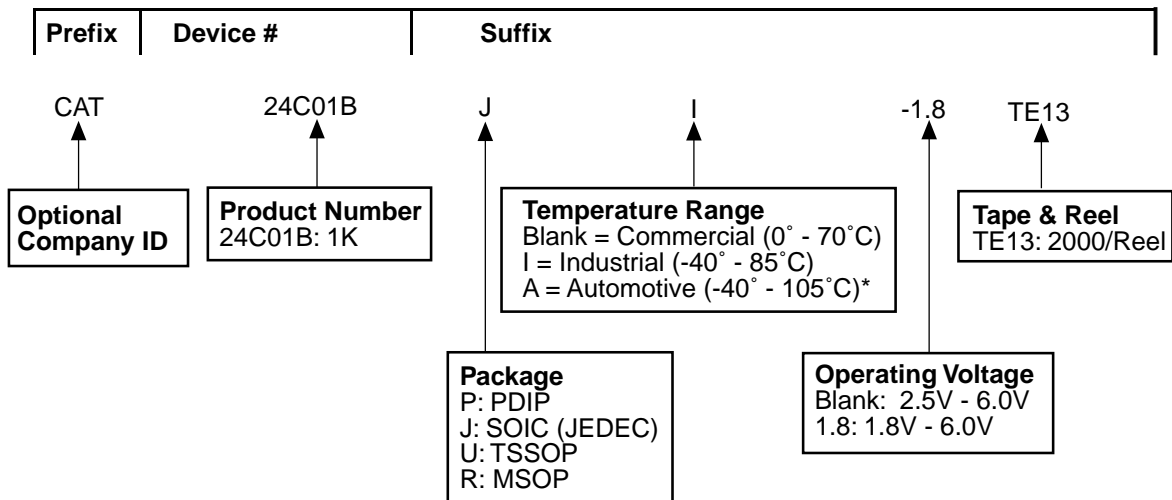 Prefix Device # Suffix
CAT 24C01B J I -1.8 TE13
Optional
Company ID
Product Number
24C01B: 1K
Temperature Range
Blank = Commercial (0˚ - 70˚C)
I = Industrial (-40˚ - 85˚C)
A = Automotive (-40˚ - 105˚C)*
Tape & Reel
TE13: 2000/Reel
Package
P: PDIP
J: SOIC (JEDEC)
U: TSSOP
R: MSOP
Operating Voltage
Blank: 2.5V - 6.0V
1.8: 1.8V - 6.0V